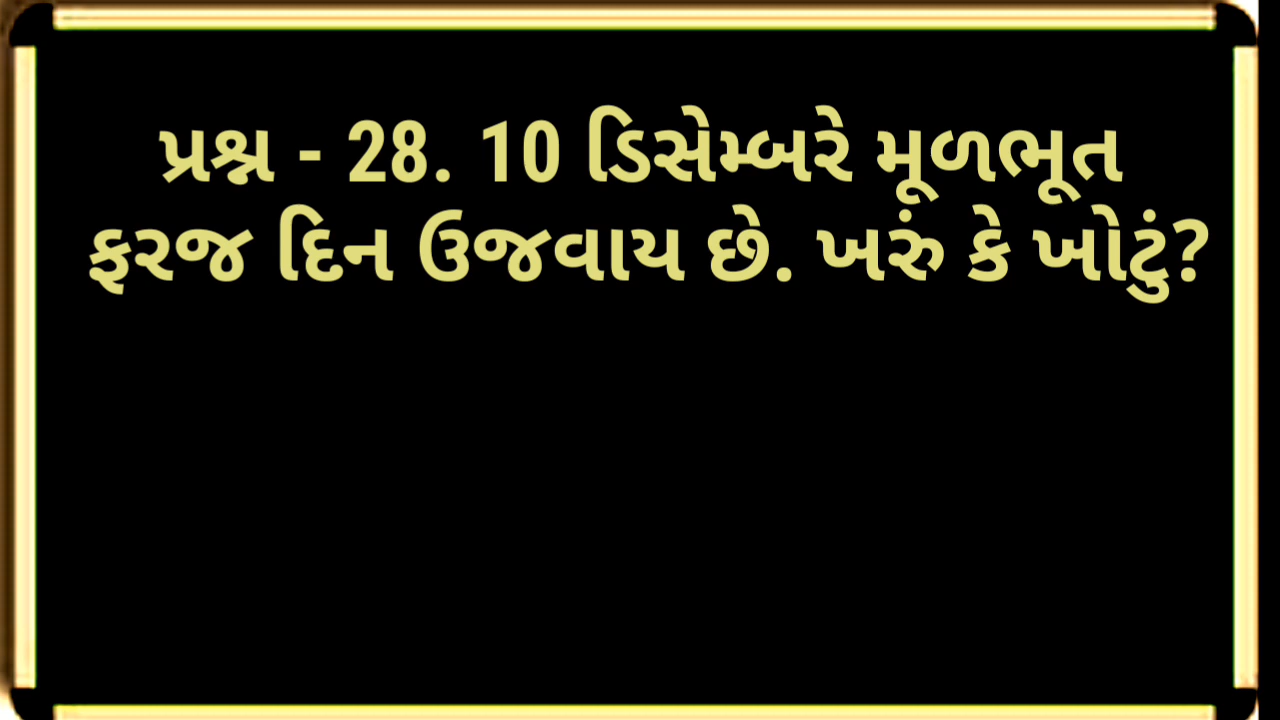 પ્રશ્ન - 28. 10 ડિસેમ્બરે મૂળભૂત
ફરજ દિન ઉજવાય છે. ખરું કે ખોટું?